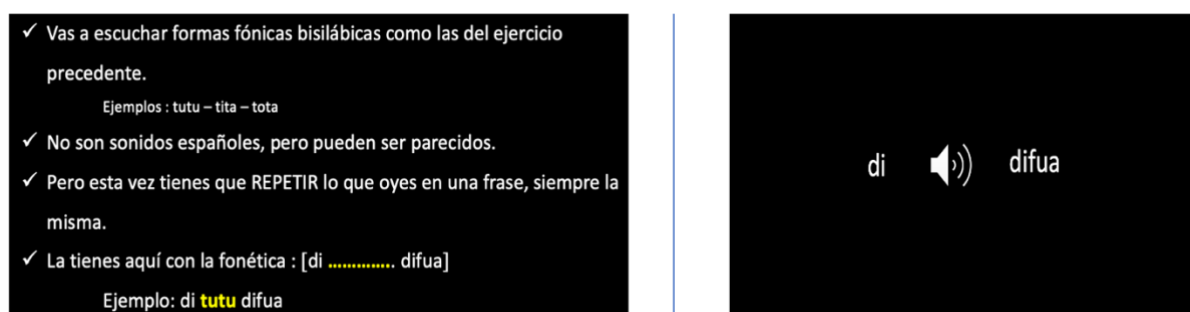 ✓ Vas a escuchar formas fónicas bisilábicas como las del ejercicio
precedente.
Ejemplos : tutu – tita – tota
✓ No son sonidos españoles, pero pueden ser parecidos.
✓ Pero esta vez tienes que REPETIR lo que oyes en una frase, siempre la
misma.
✓ La tienes aquí con la fonética : [di .............. difua]
Ejemplo: di tutu difua
di difua